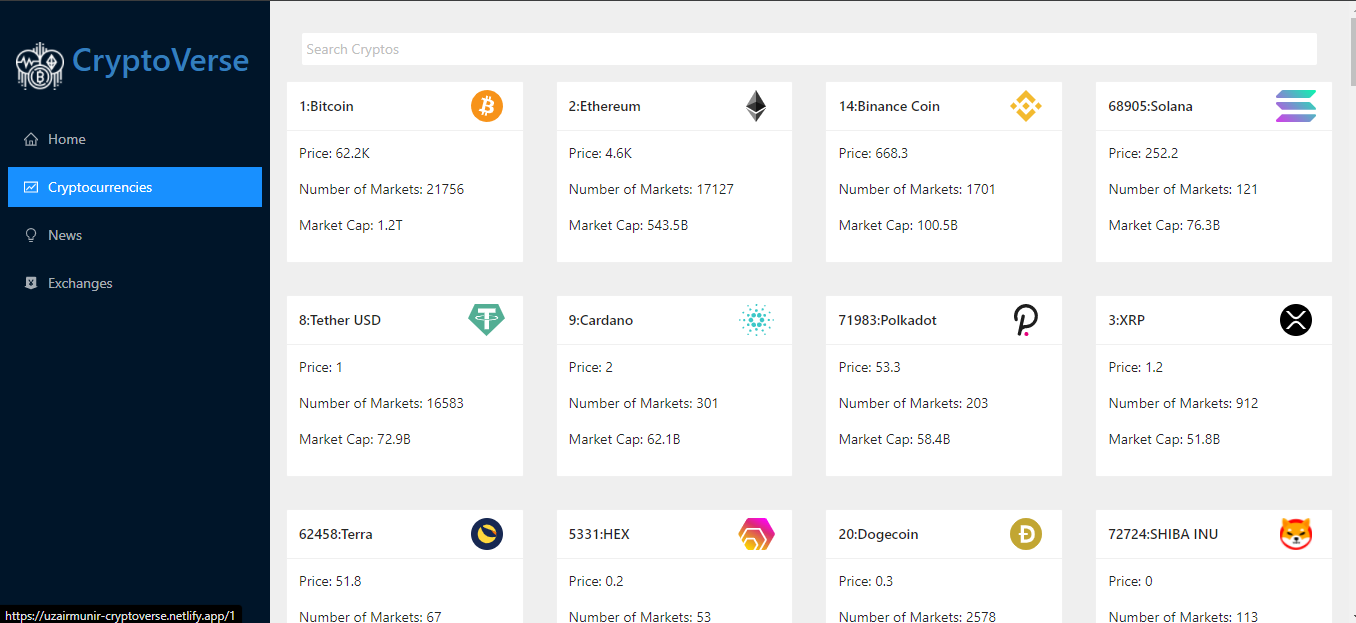 CryptoVerse
Home
Cryptocurrencies
News
Exchanges
Search Cryptos
1:Bitcoin
Price: 62.2K
Number of Markets: 21756
Market Cap: 1.2T
2:Ethereum
Price: 4.6K
Number of Markets: 17127
Market Cap: 543.5B
14:Binance Coin
Price: 668.3
Number of Markets: 1701
Market Cap: 100.5B
68905:Solana
Price: 252.2
Number of Markets: 121
Market Cap: 76.3B
8:Tether USD
Price: 1
Number of Markets: 16583
Market Cap: 72.9B
9:Cardano
Price: 2
Number of Markets: 301
Market Cap: 62.1B
71983:Polkadot
Price: 53.3
Number of Markets: 203
Market Cap: 58.4B
3:XRP
Price: 1.2
Number of Markets: 912
Market Cap: 51.8B
62458:Terra
Price: 51.8
Number of Markets: 67
5331:HEX
Price: 0.2
Number of Markets: 53
20:Dogecoin
Price: 0.3
Number of Markets: 2578
72724:SHIBA INU
Price: 0
Number of Markets: 113
https://uzairmunir-cryptoverse.netlify.app/1